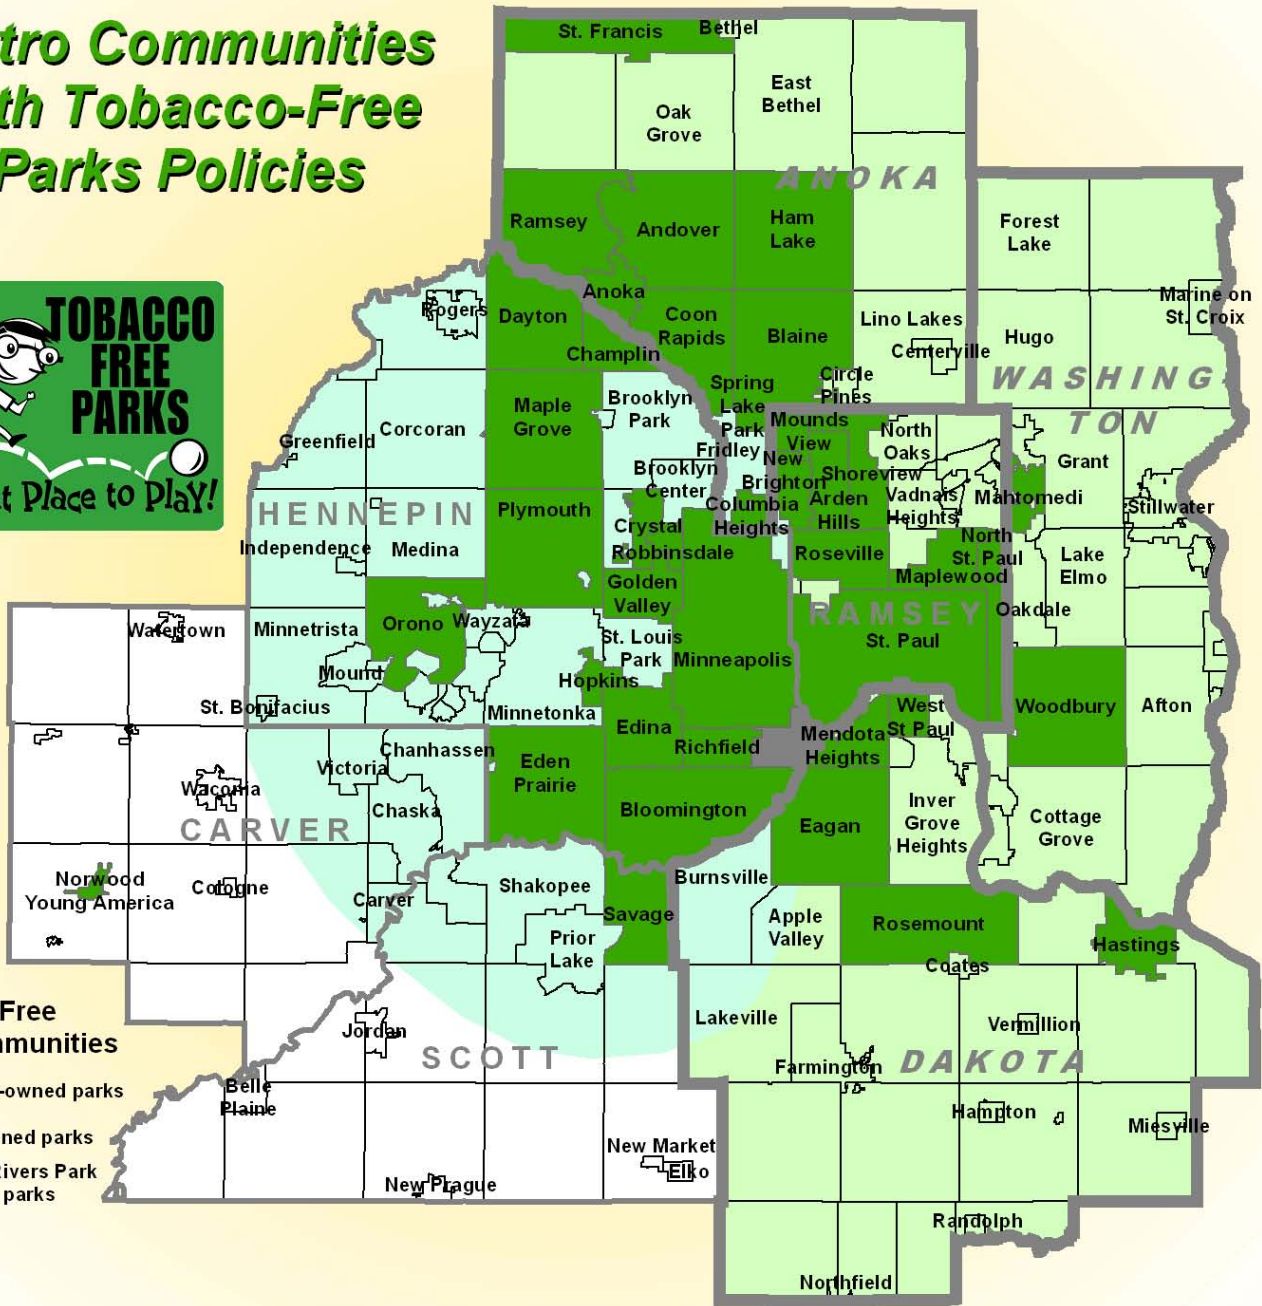 tro Communities
th Tobacco-Free
Parks Policies
TOBACCO
FREE
PARKS
t Place to Play!
St. Francis
Bethel
Oak
Grove
East
Bethel
ANOKA
Ramsey
Andover
Ham
Lake
Forest
Lake
Anoka
Rogers
Dayton
Coon
Rapids
Blaine
Lino Lakes
Centerville
Hugo
Marine on
St. Croix
Champlin
WASHING-
TON
Circle
Pines
Spring
Lake
Park
Brooklyn
Park
Maple
Grove
Corcoran
Greenfield
Mounds
View
North
Oaks
Fridley
New
Brighton
Shoreview
Grant
Brooklyn
Center
Columbia
Heights
Arden
Hills
Vadnais
Heights
Mahtomedi
Stillwater
HENNEPIN
Plymouth
Crystal
Robbinsdale
Independence
Medina
Roseville
North
St. Paul
Lake
Elmo
Golden
Valley
Maplewood
Oakdale
RAMSEY
Watertown
Minnetrista
Orono
Wayzata
St. Louis
Park
Minneapolis
St. Paul
Mound
Hopkins
St. Bonifacius
Minnetonka
West
St Paul
Woodbury
Afton
Edina
Richfield
Mendota
Heights
Chanhassen
Victoria
Eden
Prairie
Waconia
Chaska
Bloomington
Eagan
Inver
Grove
Heights
Cottage
Grove
CARVER
Norwood
Young America
Cologne
Carver
Shakopee
Burnsville
Savage
Apple
Valley
Rosemount
Hastings
Prior
Lake
Coates
Free
mmunities
-owned parks
ned parks
Rivers Park
parks
Jordan
SCOTT
Lakeville
Vermillion
Farmington
DAKOTA
Belle
Plaine
Hampton
Miesville
New Market
Elko
New Prague
Randolph
Northfield